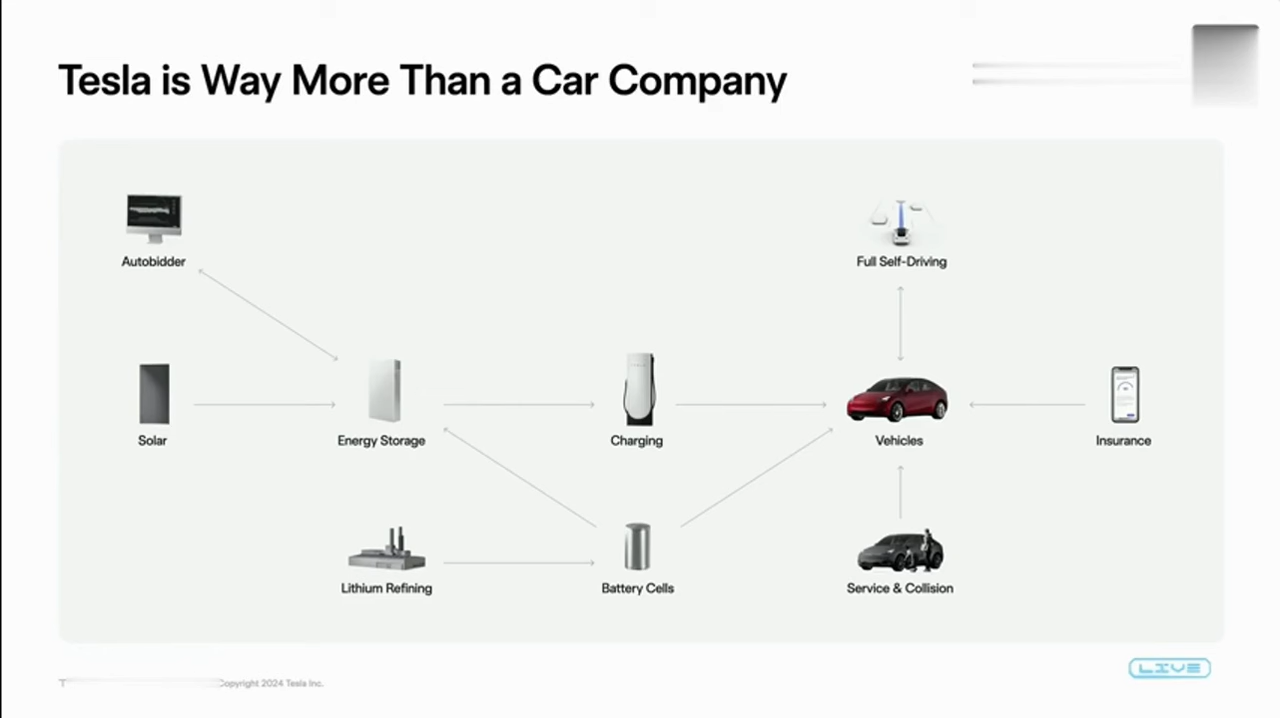 Tesla is Way More Than a Car Company
Autobidder
Full Self-Driving
Solar
Energy Storage
Charging
Vehicles
Insurance
Lithium Refining
Battery Cells
Service & Collision
Copyright 2024 Tesla Inc.
LIVE